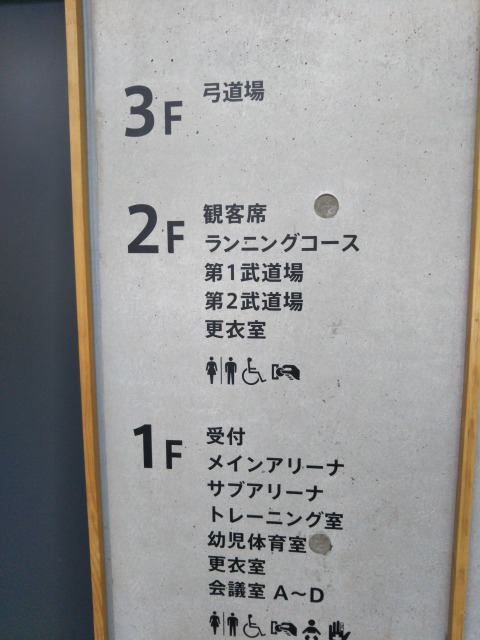 3F 弓道場
2F 観客席
ランニングコース
第1武道場
第2武道場
更衣室
1F 受付
メインアリーナ
サブアリーナ
トレーニング室
幼児体育室
更衣室
会議室 A～D